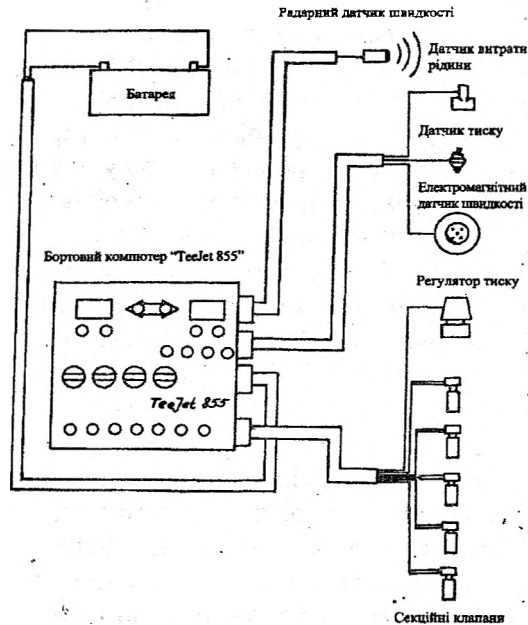 Радарний датчик швидкості
Датчик витрати
рідини
Батарея
Датчик тиску
Електромагнітний
датчик швидкості
Бортовий компютер "TeeJet 855"
Регулятор тиску
TeeJet 855
Секційні клапани